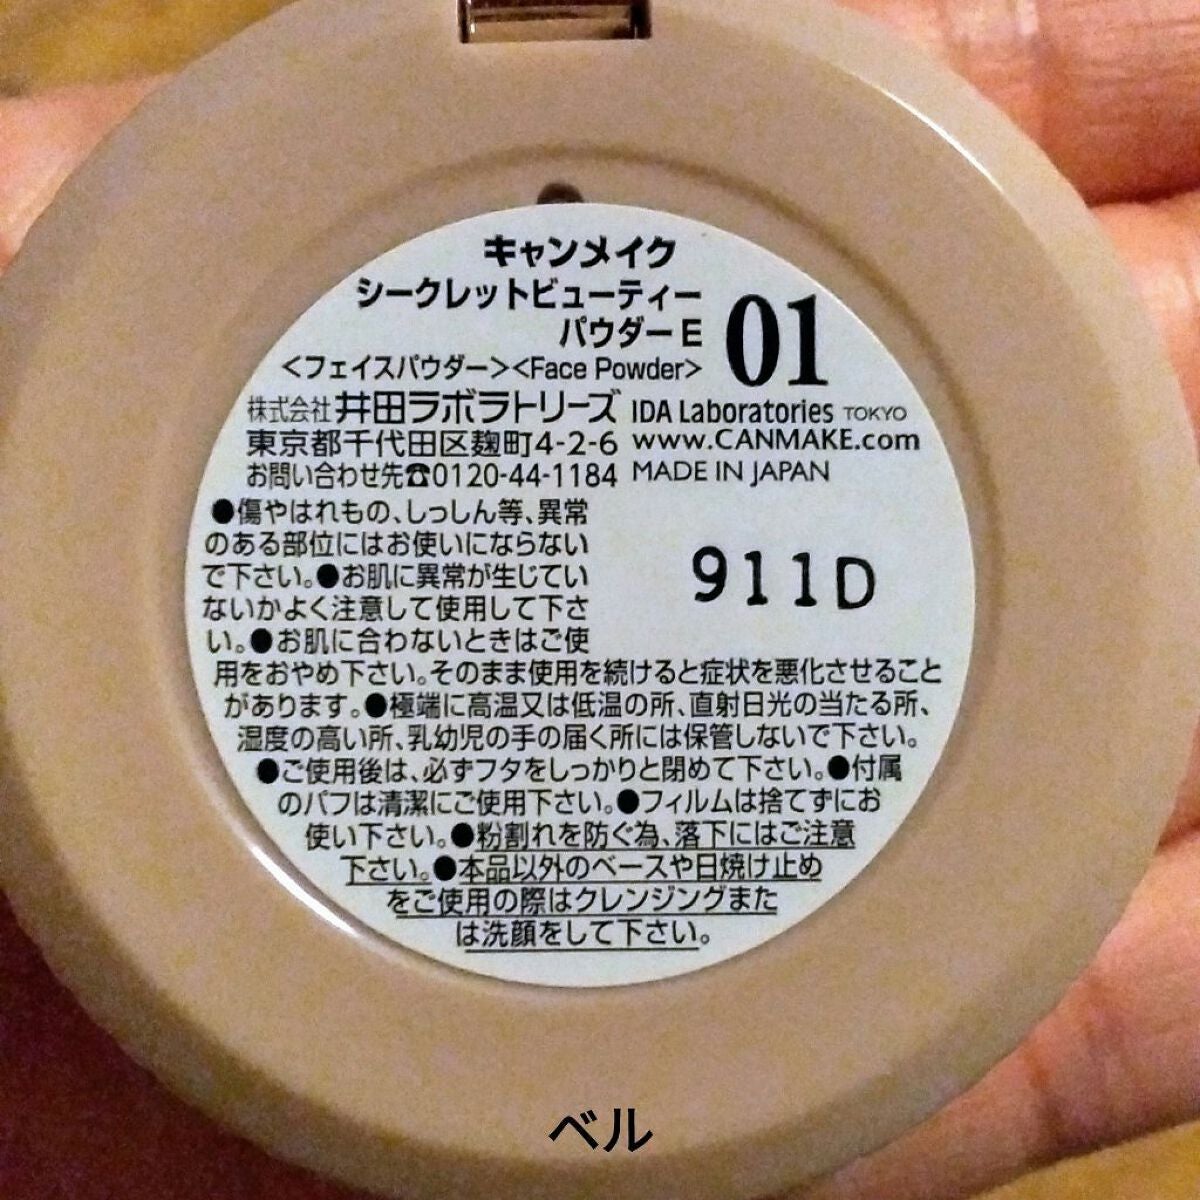 キャンメイク
シークレットビューティー
パウダーE
01
<フェイスパウダー><Face Powder>
株式会社 井田ラボラトリーズ IDA Laboratories TOKYO
東京都千代田区麹町4-2-6 www.CANMAKE.com
お問い合わせ先☎0120-44-1184 MADE IN JAPAN
●傷やはれもの、しっしん等、異常
のある部位にはお使いにならない
で下さい。●お肌に異常が生じてい
ないかよく注意して使用して下さ
い。●お肌に合わないときはご使
911D
用をおやめ下さい。そのまま使用を続けると症状を悪化させること
があります。●極端に高温又は低温の所、直射日光の当たる所、
湿度の高い所、乳幼児の手の届く所には保管しないで下さい。
●ご使用後は、必ずフタをしっかりと閉めて下さい。●付属
のパフは清潔にご使用下さい。●フィルムは捨てずにお
使い下さい。●粉割れを防ぐ為、落下にはご注意
下さい。●本品以外のベースや日焼け止め
をご使用の際はクレンジングまた
は洗顔をして下さい。
ベル